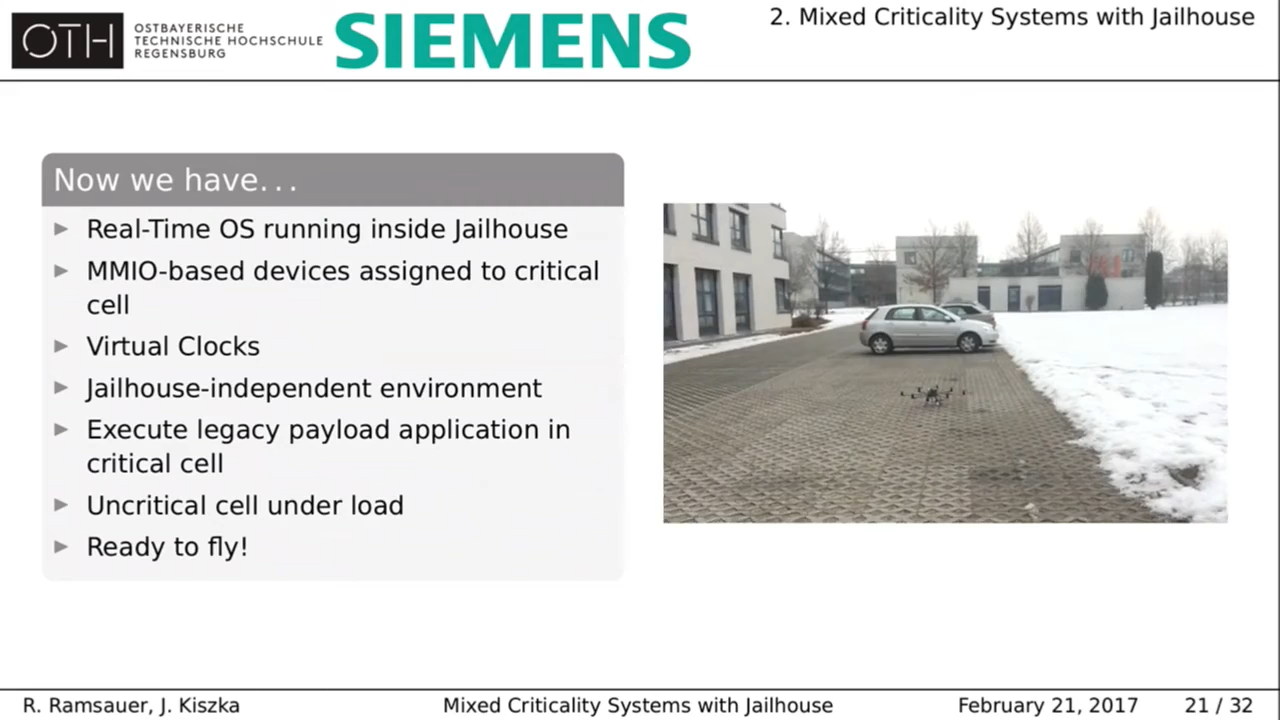 OTH
OSTBAYERISCHE
TECHNISCHE HOCHSCHULE
REGENSBURG
SIEMENS
2. Mixed Criticality Systems with Jailhouse
Now we have...
Real-Time OS running inside Jailhouse
MMIO-based devices assigned to critical
cell
Virtual Clocks
Jailhouse-independent environment
Execute legacy payload application in
critical cell
Uncritical cell under load
Ready to fly!
R. Ramsauer, J. Kiszka
Mixed Criticality Systems with Jailhouse
February 21, 2017
21 / 32